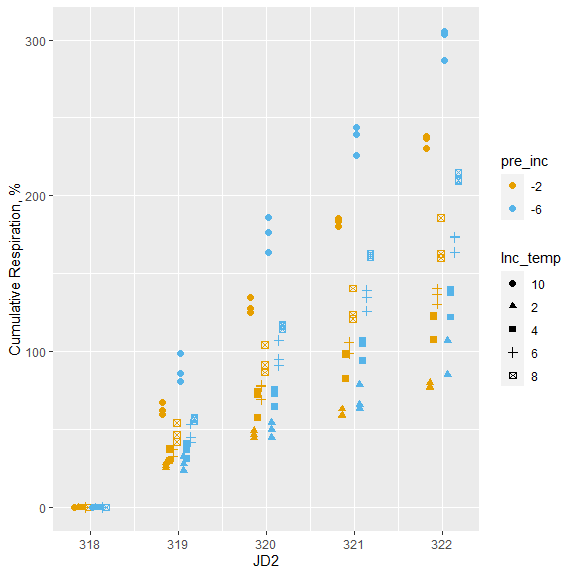 300
200
100
0
318 319 320 321 322
JD2
Cumulative Respiration, %
pre_inc
-2
-6
Inc_temp
10
2
4
6
8